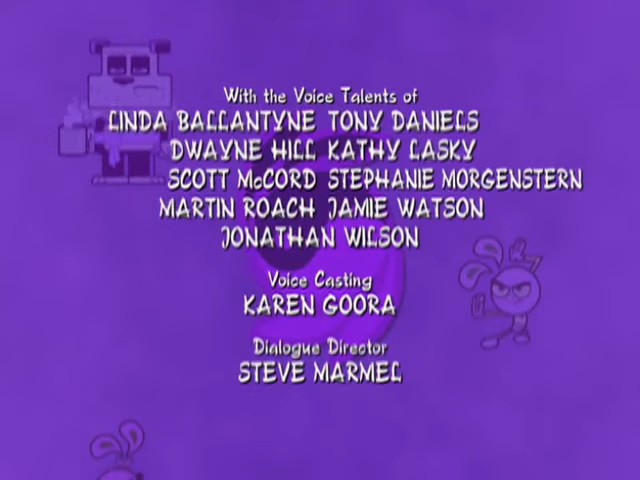 With the Voice Talents of
LINDA BALLANTYNE TONY DANIELS
DWAYNE HILL KATHY LASKY
SCOTT McCORD STEPHANIE MORGENSTERN
MARTIN ROACH JAMIE WATSON
JONATHAN WILSON
Voice Casting
KAREN GOORA
Dialogue Director
STEVE MARMEL